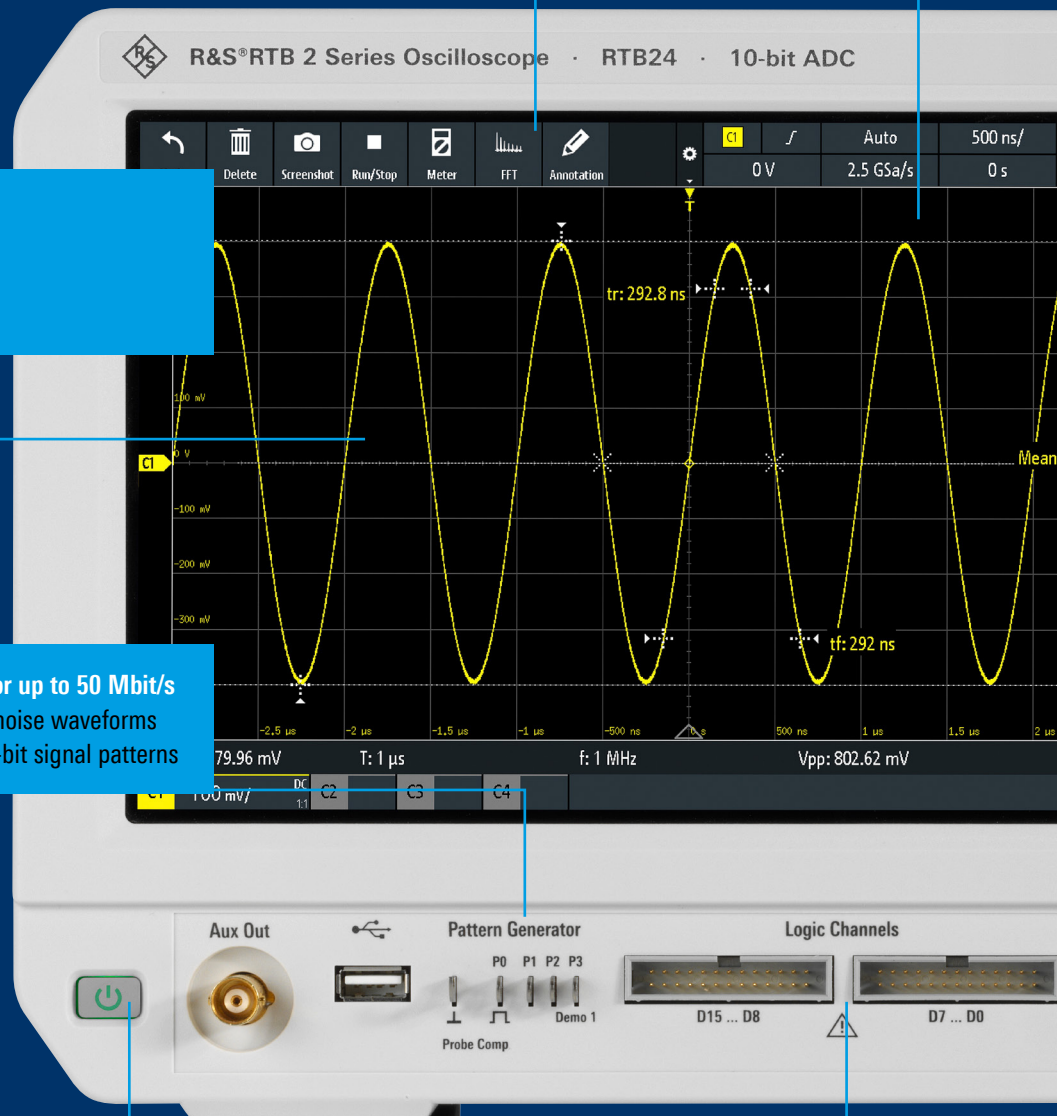 R&S R&S®RTB 2 Series Oscilloscope · RTB24 · 10-bit ADC
C1 Auto 500 ns/
Delete Screenshot Run/Stop Meter FFT Annotation 0 V 2.5 GSa/s 0 s
T
tr: 292.8 ns
100 mV
0 V
C1 Mean
-100 mV
-200 mV
-300 mV
tf: 292 ns
or up to 50 Mbit/s
noise waveforms
-bit signal patterns
-2.5 µs -2 µs -1.5 µs -1 µs -500 ns 0 s 500 ns 1 µs 1.5 µs 2 µs
79.96 mV T: 1 µs f: 1 MHz Vpp: 802.62 mV
C1 100 mV/ DC 1:1 C2 C3 C4
Aux Out Pattern Generator Logic Channels
P0 P1 P2 P3
Demo 1 D15 ... D8 D7 ... D0
Probe Comp